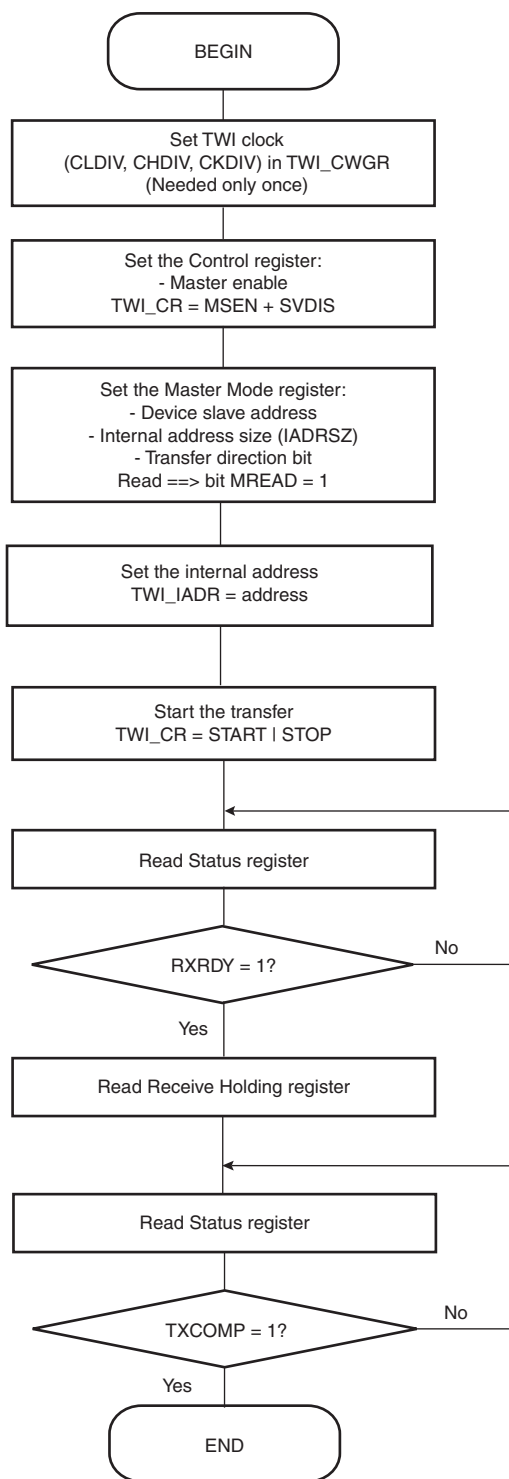 BEGIN
Set TWI clock
(CLDIV, CHDIV, CKDIV) in TWI_CWGR
(Needed only once)
Set the Control register:
- Master enable
TWI_CR = MSEN + SVDIS
Set the Master Mode register:
- Device slave address
- Internal address size (IADRSZ)
- Transfer direction bit
Read ==> bit MREAD = 1
Set the internal address
TWI_IADR = address
Start the transfer
TWI_CR = START | STOP
Read Status register
RXRDY = 1?
No
Yes
Read Receive Holding register
Read Status register
TXCOMP = 1?
No
Yes
END